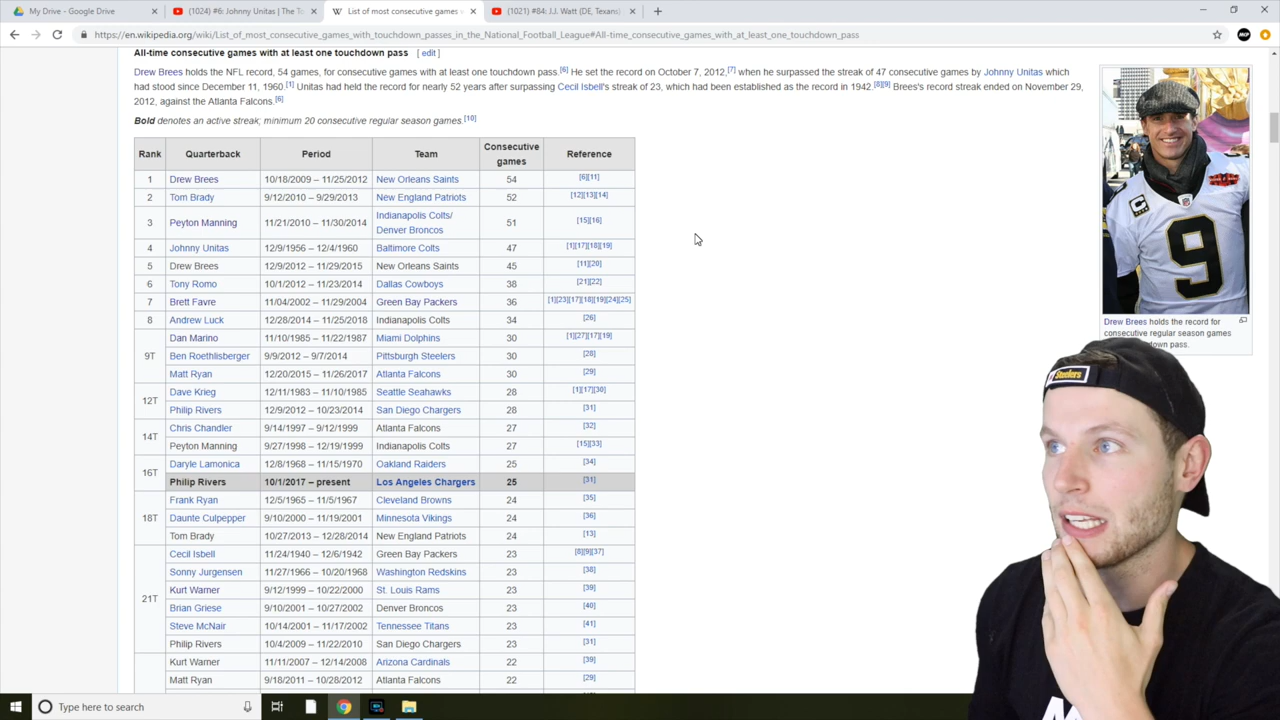 My Drive - Google Drive
(1024) #6: Johnny Unitas | The To
List of most consecutive games w
(1021) #84: J.J. Watt (DE, Texans)
https://en.wikipedia.org/wiki/List_of_most_consecutive_games_with_touchdown_passes_in_the_National_Football_League#All-time_consecutive_games_with_at_least_one_touchdown_pass
All-time consecutive games with at least one touchdown pass [ edit ]
Drew Brees holds the NFL record, 54 games, for consecutive games with at least one touchdown pass.[6] He set the record on October 7, 2012,[7] when he surpassed the streak of 47 consecutive games by Johnny Unitas which
had stood since December 11, 1960.[1] Unitas had held the record for nearly 52 years after surpassing Cecil Isbell's streak of 23, which had been established as the record in 1942.[8][9] Brees's record streak ended on November 29,
2012, against the Atlanta Falcons.[6]
Bold denotes an active streak; minimum 20 consecutive regular season games.[10]
Rank Quarterback Period Team Consecutive games Reference
1 Drew Brees 10/18/2009 – 11/25/2012 New Orleans Saints 54 [6][11]
2 Tom Brady 9/12/2010 – 9/29/2013 New England Patriots 52 [12][13][14]
3 Peyton Manning 11/21/2010 – 11/30/2014 Indianapolis Colts/ Denver Broncos 51 [15][16]
4 Johnny Unitas 12/9/1956 – 12/4/1960 Baltimore Colts 47 [1][17][18][19]
5 Drew Brees 12/9/2012 – 11/29/2015 New Orleans Saints 45 [11][20]
6 Tony Romo 10/1/2012 – 11/23/2014 Dallas Cowboys 38 [21][22]
7 Brett Favre 11/04/2002 – 11/29/2004 Green Bay Packers 36 [1][23][17][18][19][24][25]
8 Andrew Luck 12/28/2014 – 11/25/2018 Indianapolis Colts 34 [26]
9T Dan Marino 11/10/1985 – 11/22/1987 Miami Dolphins 30 [1][27][17][19]
Ben Roethlisberger 9/9/2012 – 9/7/2014 Pittsburgh Steelers 30 [28]
Matt Ryan 12/20/2015 – 11/26/2017 Atlanta Falcons 30 [29]
12T Dave Krieg 12/11/1983 – 11/10/1985 Seattle Seahawks 28 [1][17][30]
Philip Rivers 12/9/2012 – 10/23/2014 San Diego Chargers 28 [31]
14T Chris Chandler 9/14/1997 – 9/12/1999 Atlanta Falcons 27 [32]
Peyton Manning 9/27/1998 – 12/19/1999 Indianapolis Colts 27 [15][33]
16T Daryle Lamonica 12/8/1968 – 11/15/1970 Oakland Raiders 25 [34]
Philip Rivers 10/1/2017 – present Los Angeles Chargers 25 [31]
18T Frank Ryan 12/5/1965 – 11/5/1967 Cleveland Browns 24 [35]
Daunte Culpepper 9/10/2000 – 11/19/2001 Minnesota Vikings 24 [36]
Tom Brady 10/27/2013 – 12/28/2014 New England Patriots 24 [13]
21T Cecil Isbell 11/24/1940 – 12/6/1942 Green Bay Packers 23 [8][9][37]
Sonny Jurgensen 11/27/1966 – 10/20/1968 Washington Redskins 23 [38]
Kurt Warner 9/12/1999 – 10/22/2000 St. Louis Rams 23 [39]
Brian Griese 9/10/2001 – 10/27/2002 Denver Broncos 23 [40]
Steve McNair 10/14/2001 – 11/17/2002 Tennessee Titans 23 [41]
Philip Rivers 10/4/2009 – 11/22/2010 San Diego Chargers 23 [31]
Kurt Warner 11/11/2007 – 12/14/2008 Arizona Cardinals 22 [39]
Matt Ryan 9/18/2011 – 10/28/2012 Atlanta Falcons 22 [29]
9
Drew Brees holds the record for
consecutive regular season games
pass.
Steelers
Type here to search